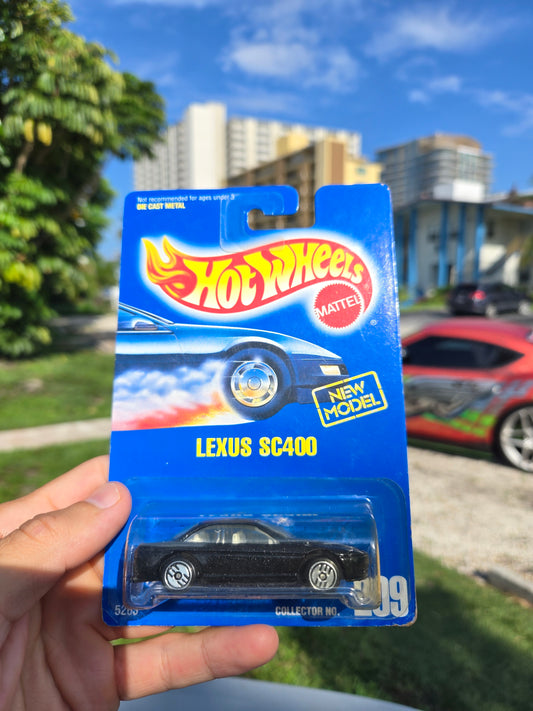 Not recommended for ages under 3
DIE CAST METAL
HOT WHEELS
®
MATTEL
®
NEW
MODEL
LEXUS SC400
COLLECTOR NO.